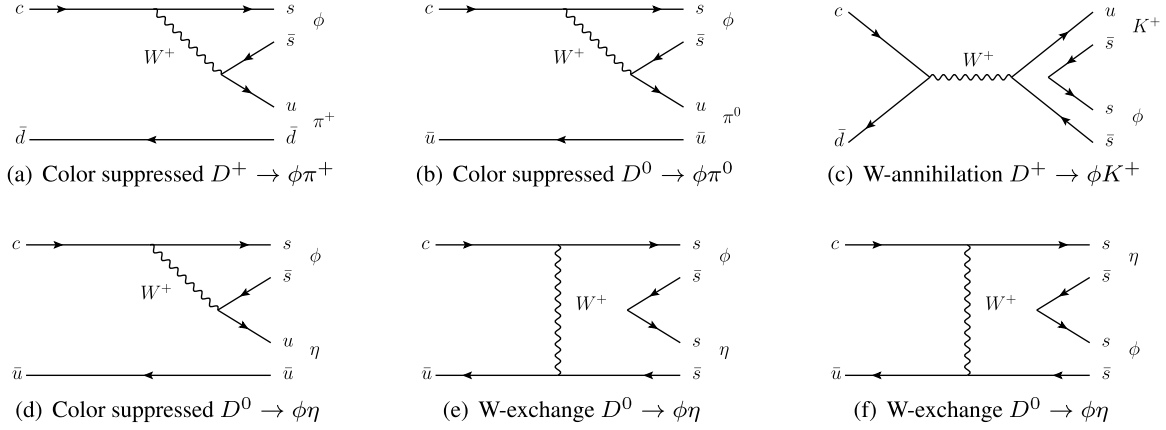 c s ϕ
s̄
W⁺
u π⁺
d̄ d̄
(a) Color suppressed D⁺ → ϕπ⁺
c s ϕ
s̄
W⁺
u π⁰
ū ū
(b) Color suppressed D⁰ → ϕπ⁰
c u K⁺
s̄
W⁺
s ϕ
d̄ s̄
(c) W-annihilation D⁺ → ϕK⁺
c s ϕ
s̄
W⁺
u η
ū ū
(d) Color suppressed D⁰ → ϕη
c s ϕ
s̄
W⁺
s η
ū s̄
(e) W-exchange D⁰ → ϕη
c s η
s̄
W⁺
s ϕ
ū s̄
(f) W-exchange D⁰ → ϕη